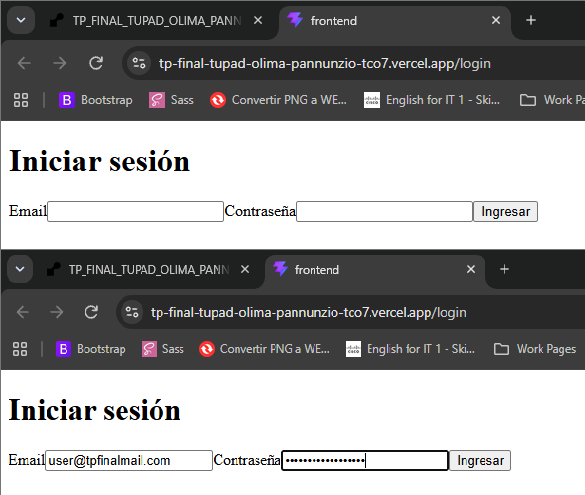 TP_FINAL_TUPAD_OLIMA_PANNUN
frontend
tp-final-tupad-olima-pannunzio-tco7.vercel.app/login
Bootstrap
Sass
Convertir PNG a WE...
English for IT 1 - Ski...
Work Pa
Iniciar sesión
Email
Contraseña
Ingresar
TP_FINAL_TUPAD_OLIMA_PANN
frontend
tp-final-tupad-olima-pannunzio-tco7.vercel.app/login
Bootstrap
Sass
Convertir PNG a WE...
English for IT 1 - Ski...
Work Pages
Iniciar sesión
Email user@tpfinalmail.com Contraseña •••••••••••••••••• Ingresar